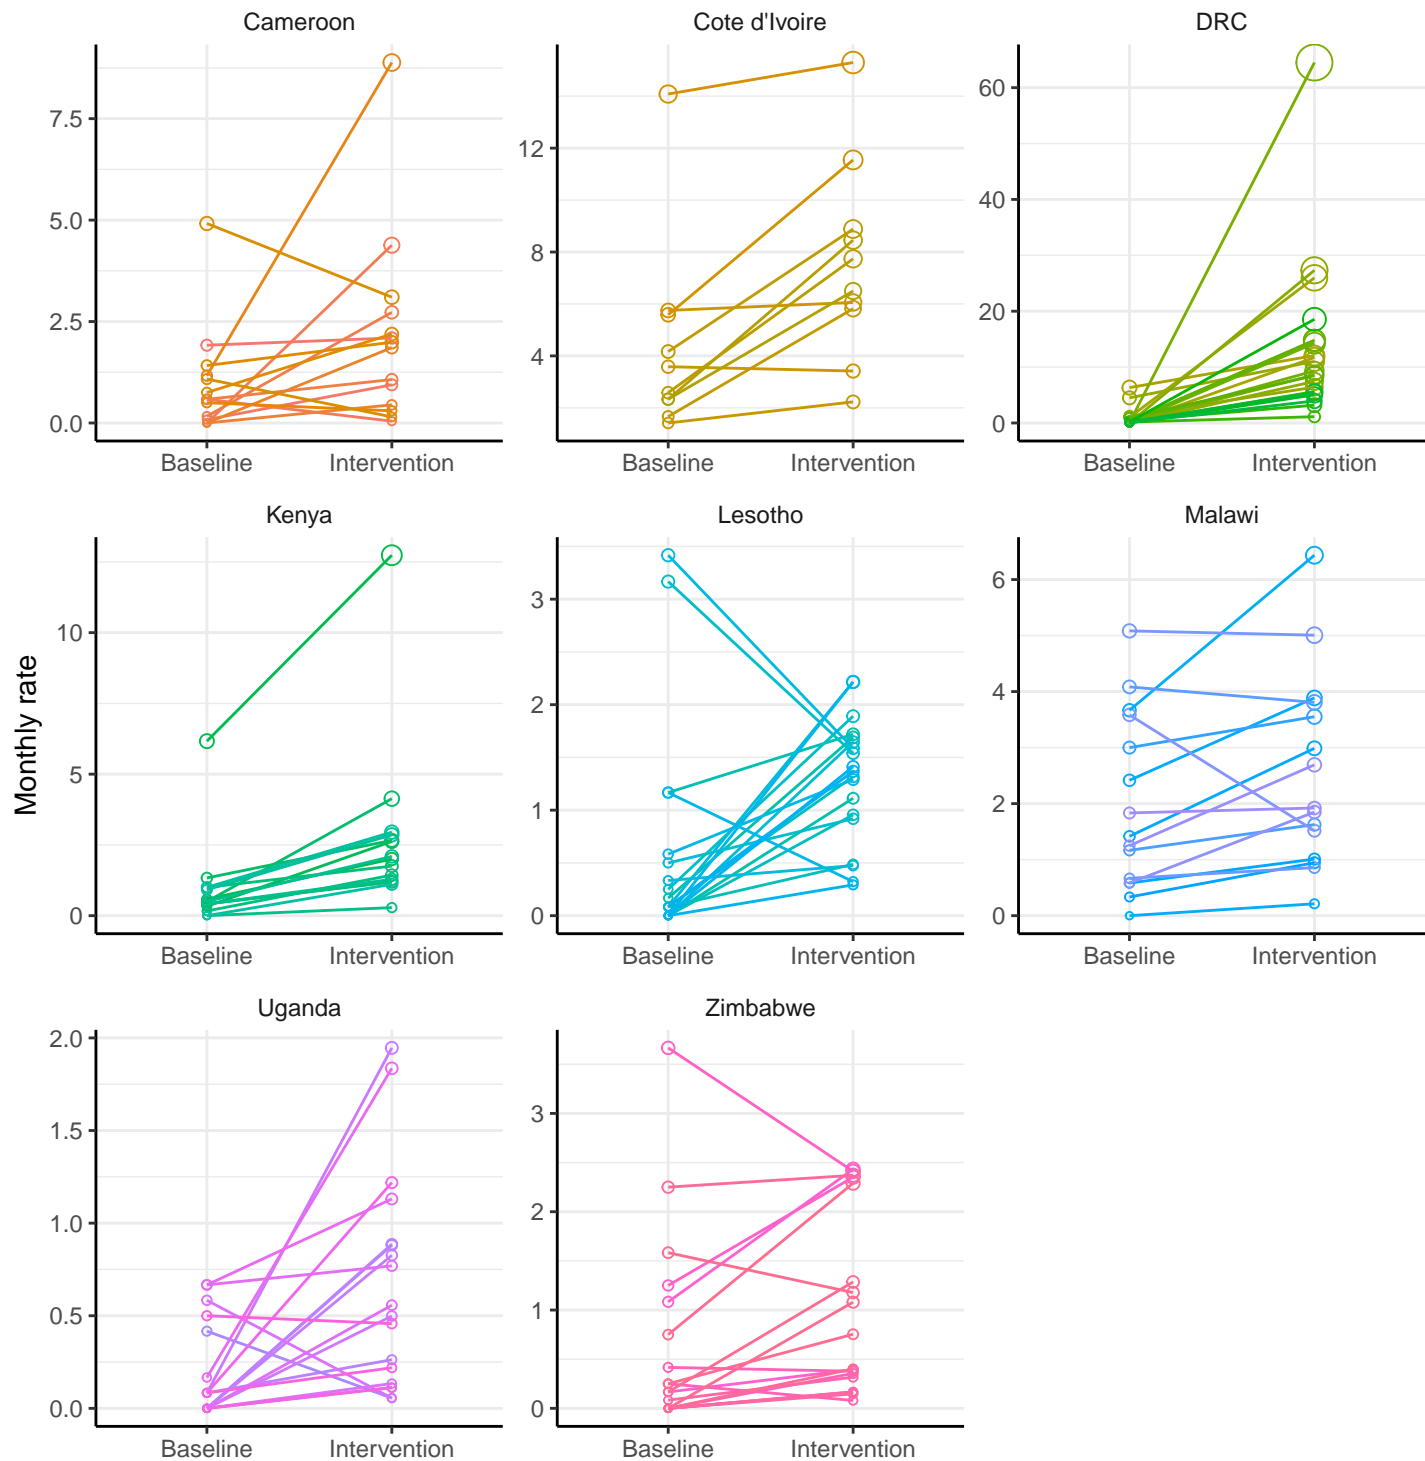 Monthly rate
Cameroon
7.5
5.0
2.5
0.0
Baseline Intervention
Cote d'Ivoire
12
8
4
Baseline Intervention
DRC
60
40
20
0
Baseline Intervention
Kenya
10
5
0
Baseline Intervention
Lesotho
3
2
1
0
Baseline Intervention
Malawi
6
4
2
0
Baseline Intervention
Uganda
2.0
1.5
1.0
0.5
0.0
Baseline Intervention
Zimbabwe
3
2
1
0
Baseline Intervention